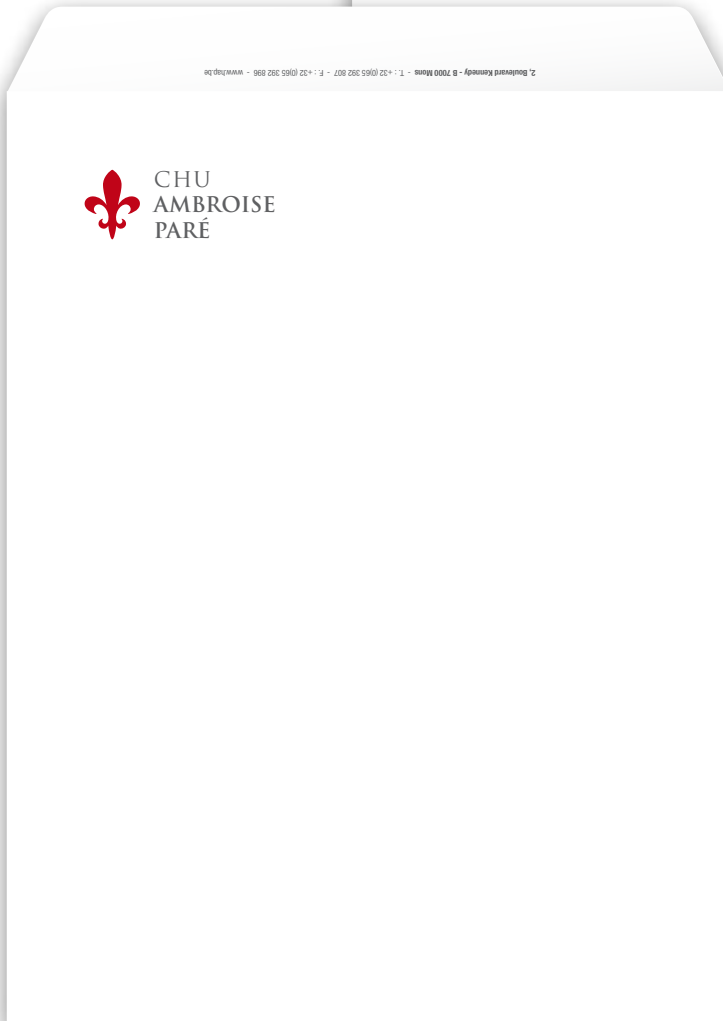 2, Boulevard Kennedy - B 7000 Mons - T. : +32 (0)65 392 807 - F. : +32 (0)65 392 896 - www.hap.be
CHU
AMBROISE
PARÉ